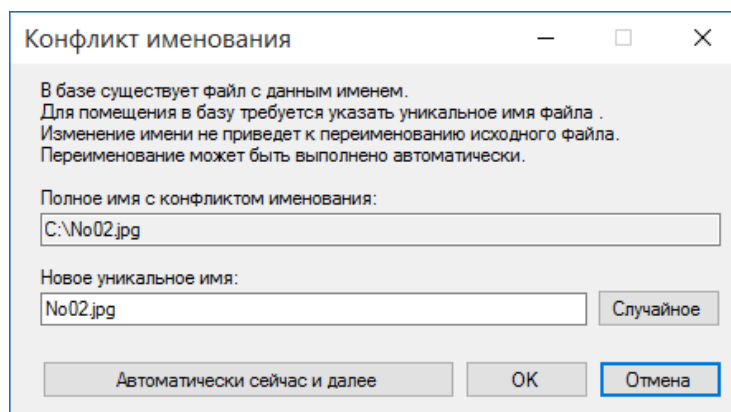 Конфликт именования
В базе существует файл с данным именем.
Для помещения в базу требуется указать уникальное имя файла .
Изменение имени не приведет к переименованию исходного файла.
Переименование может быть выполнено автоматически.
Полное имя с конфликтом именования:
C:\No02.jpg
Новое уникальное имя:
No02.jpg
Случайное
Автоматически сейчас и далее
OK
Отмена